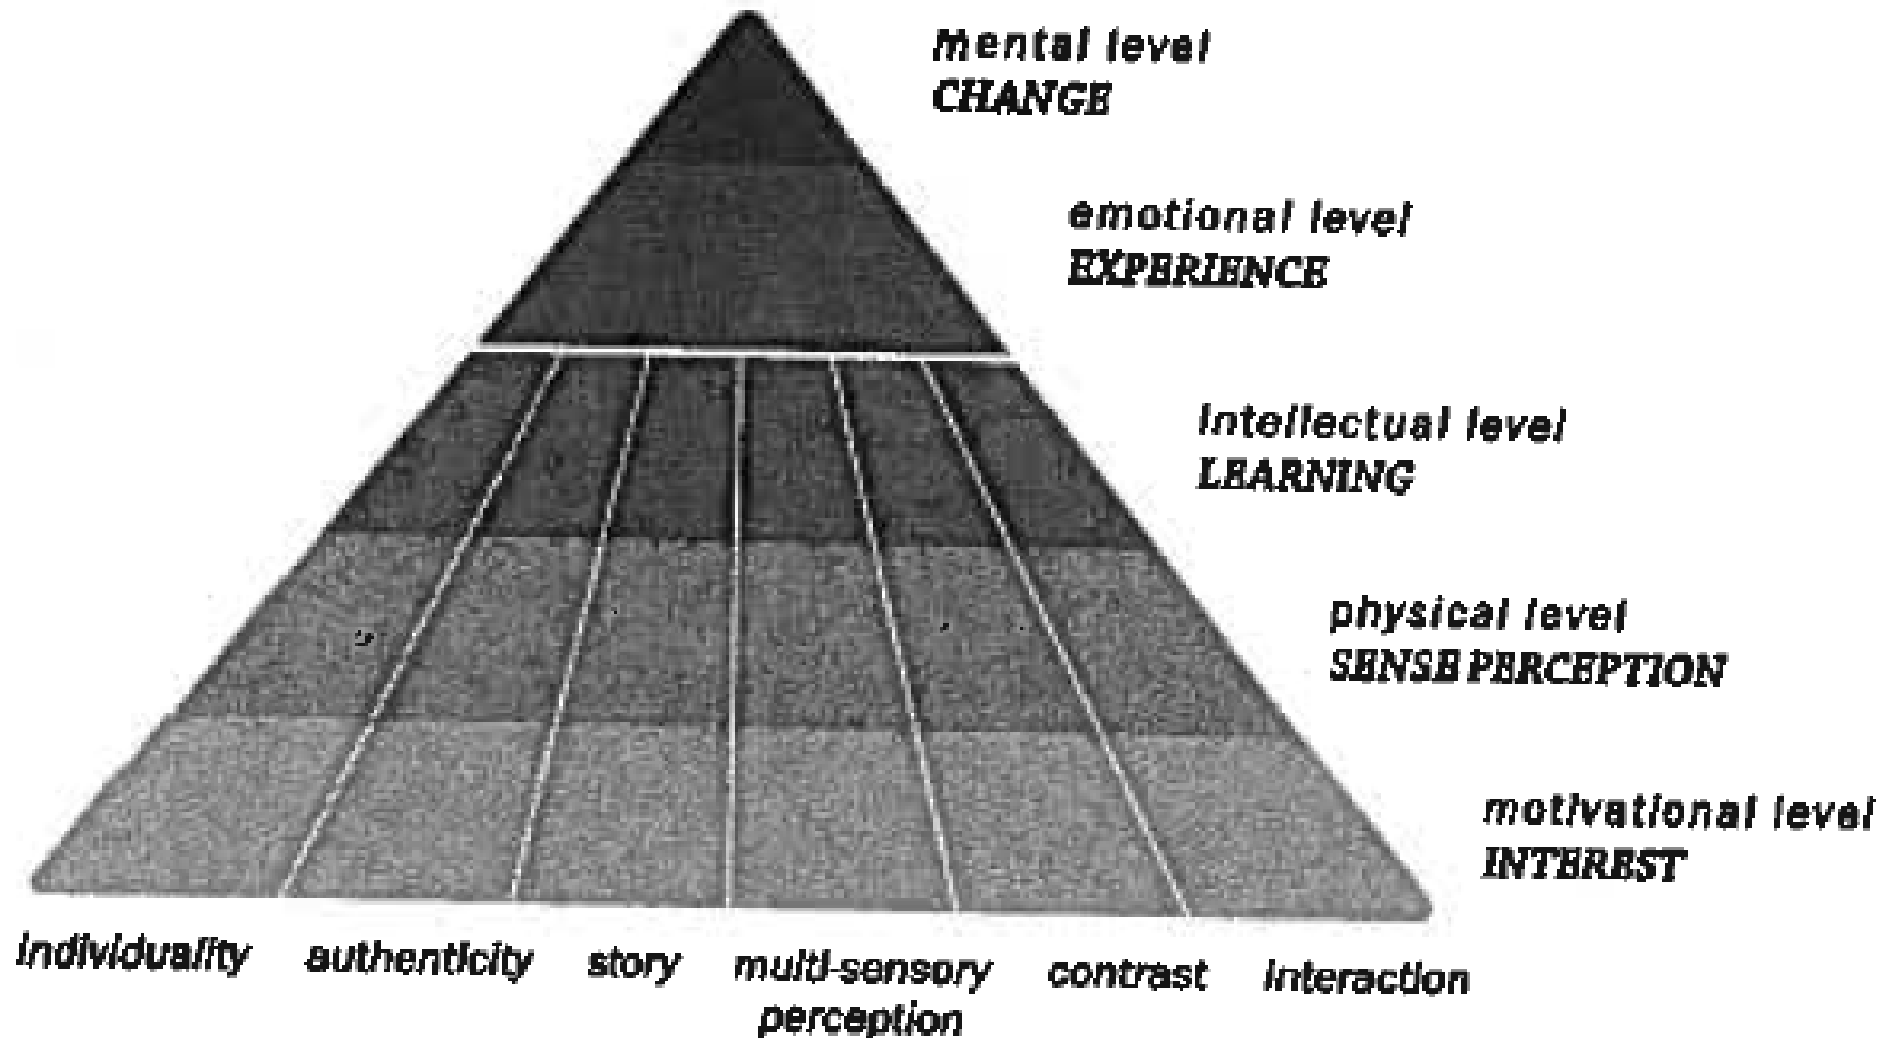 mental level
CHANGE
emotional level
EXPERIENCE
intellectual level
LEARNING
physical level
SENSE PERCEPTION
motivational level
INTEREST
individuality authenticity story multi-sensory contrast interaction
perception